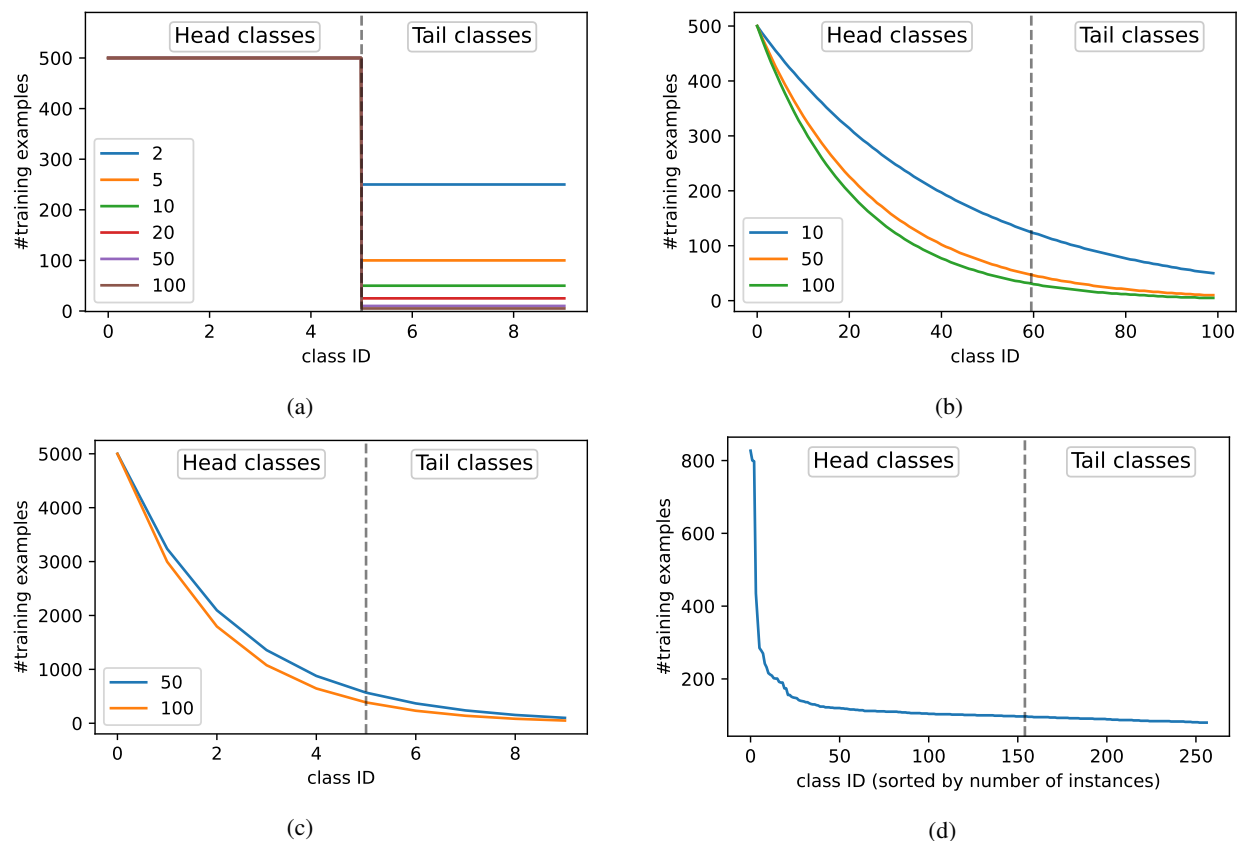 Head classes
Tail classes
#training examples
500
400
300
200
100
0
2
5
10
20
50
100
0
2
4
6
8
class ID
(a)
Head classes
Tail classes
#training examples
500
400
300
200
100
0
10
50
100
0
20
40
60
80
100
class ID
(b)
Head classes
Tail classes
#training examples
5000
4000
3000
2000
1000
0
50
100
0
2
4
6
8
class ID
(c)
Head classes
Tail classes
#training examples
800
600
400
200
0
50
100
150
200
250
class ID (sorted by number of instances)
(d)